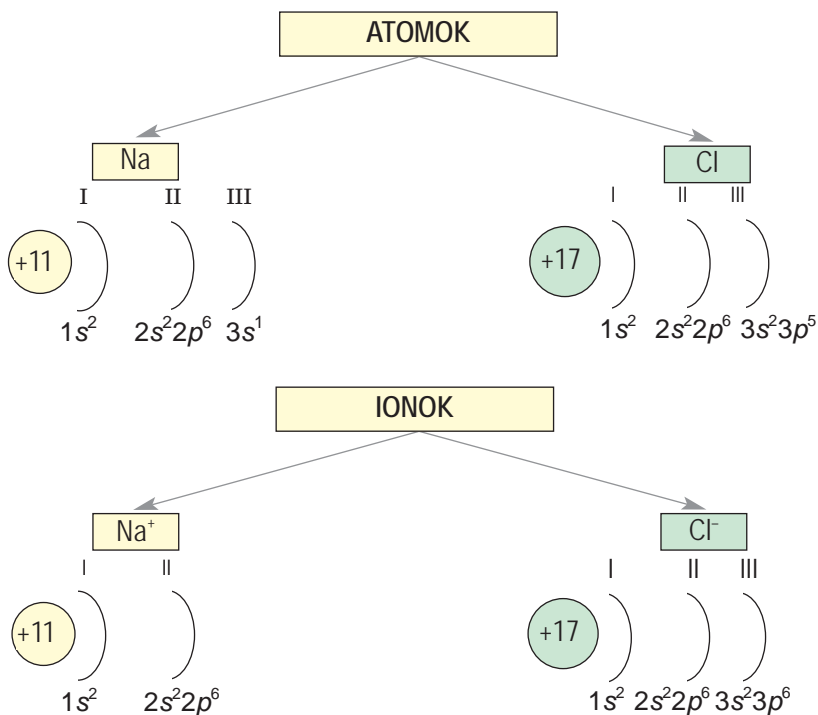 ATOMOK
Na Cl
I II III I II III
+11 +17
1s² 2s²2p⁶ 3s¹ 1s² 2s²2p⁶ 3s²3p⁵
IONOK
Na⁺ Cl⁻
I II I II III
+11 +17
1s² 2s²2p⁶ 1s² 2s²2p⁶ 3s²3p⁶